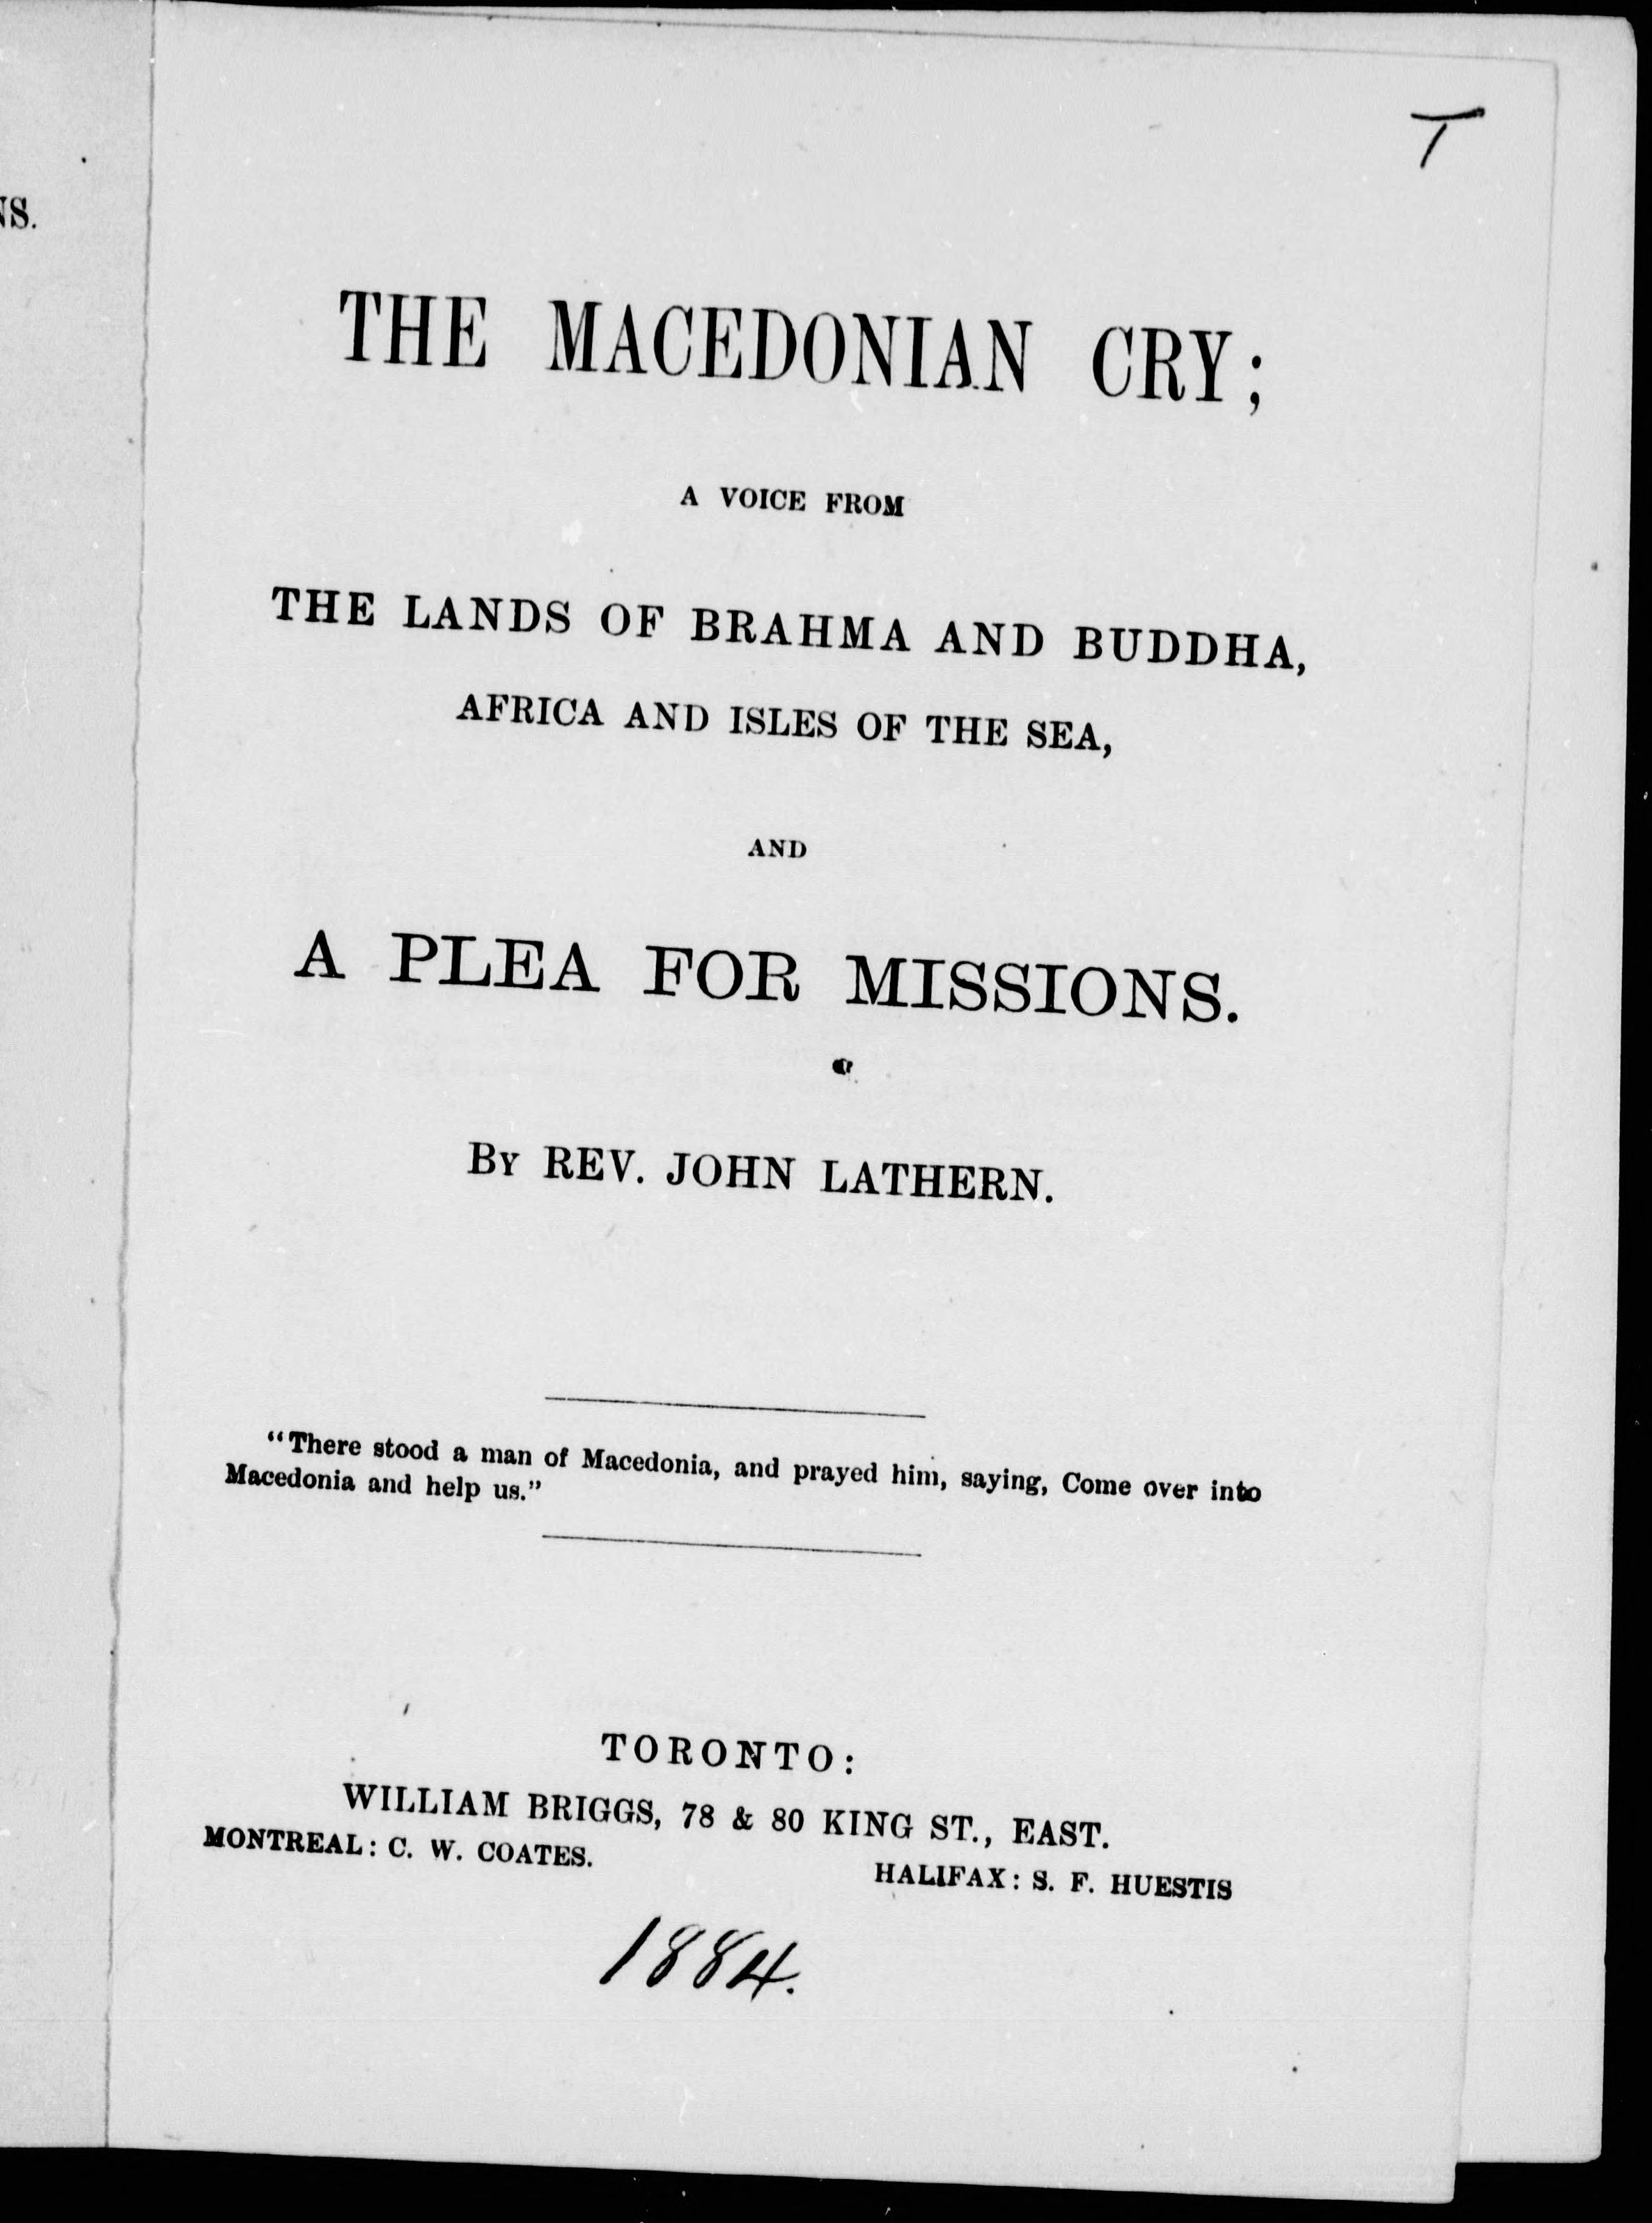 NS.
T
THE MACEDONIAN CRY;
A VOICE FROM
THE LANDS OF BRAHMA AND BUDDHA,
AFRICA AND ISLES OF THE SEA,
AND
A PLEA FOR MISSIONS.
BY REV. JOHN LATHERN.
"There stood a man of Macedonia, and prayed him, saying, Come over into
Macedonia and help us."
TORONTO:
WILLIAM BRIGGS, 78 & 80 KING ST., EAST.
MONTREAL: C. W. COATES. HALIFAX: S. F. HUESTIS
1884.